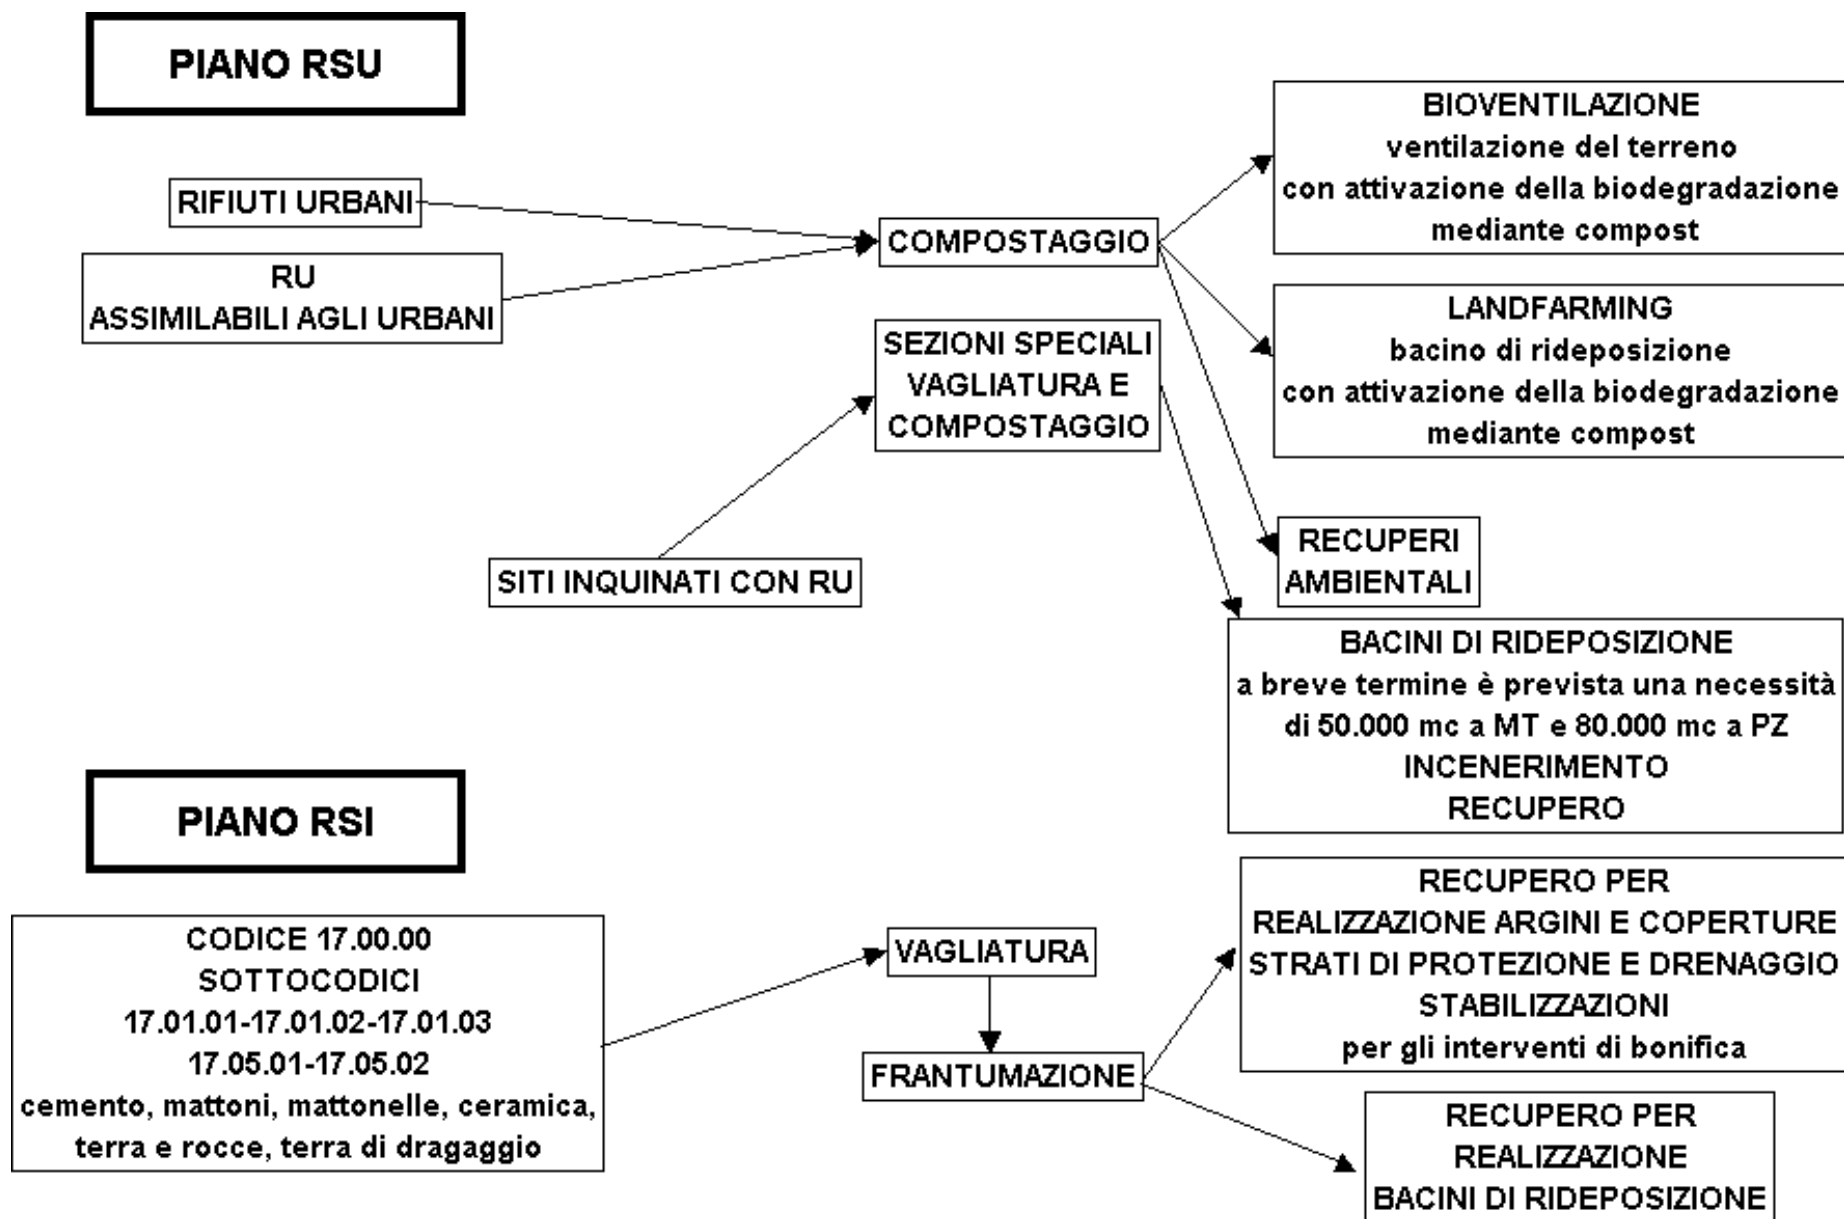 PIANO RSU
RIFIUTI URBANI
RU
ASSIMILABILI AGLI URBANI
COMPOSTAGGIO
SEZIONI SPECIALI
VAGLIATURA E
COMPOSTAGGIO
SITI INQUINATI CON RU
BIOVENTILAZIONE
ventilazione del terreno
con attivazione della biodegradazione
mediante compost
LANDFARMING
bacino di rideposizione
con attivazione della biodegradazione
mediante compost
RECUPERI
AMBIENTALI
BACINI DI RIDEPOSIZIONE
a breve termine è prevista una necessità
di 50.000 mc a MT e 80.000 mc a PZ
INCENERIMENTO
RECUPERO
PIANO RSI
CODICE 17.00.00
SOTTOCODICI
17.01.01-17.01.02-17.01.03
17.05.01-17.05.02
cemento, mattoni, mattonelle, ceramica,
terra e rocce, terra di dragaggio
VAGLIATURA
FRANTUMAZIONE
RECUPERO PER
REALIZZAZIONE ARGINI E COPERTURE
STRATI DI PROTEZIONE E DRENAGGIO
STABILIZZAZIONI
per gli interventi di bonifica
RECUPERO PER
REALIZZAZIONE
BACINI DI RIDEPOSIZIONE